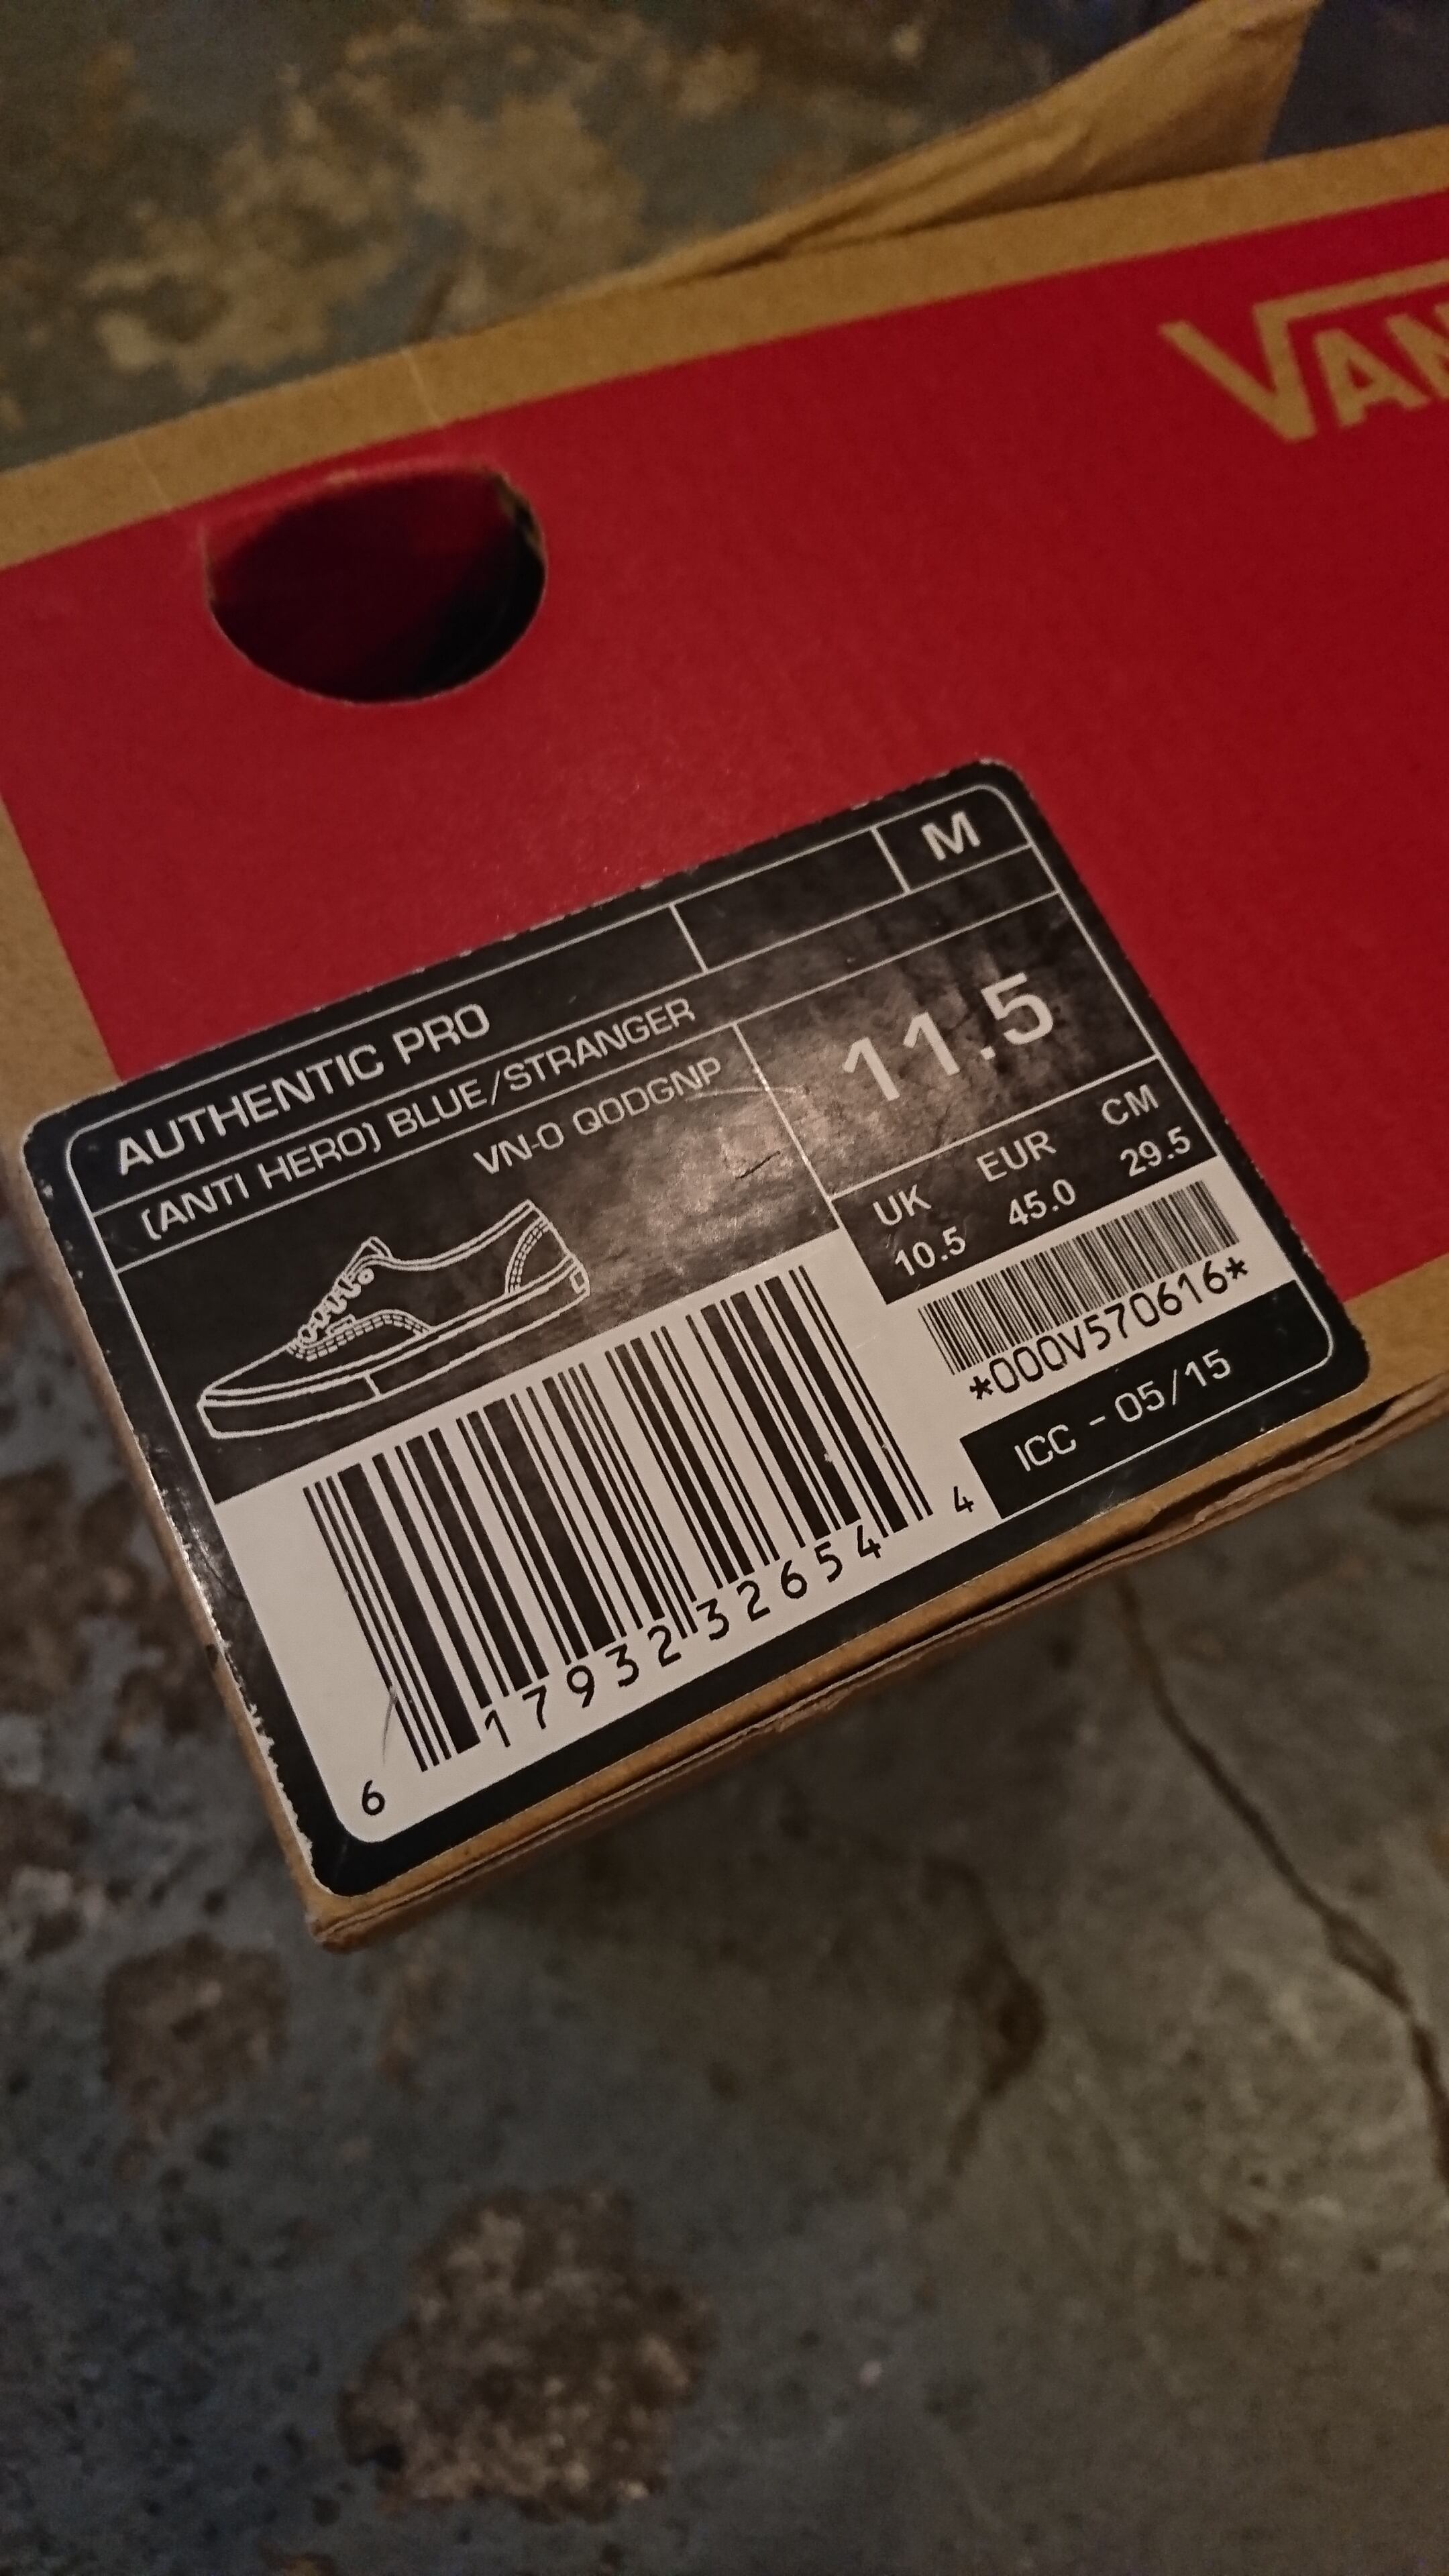 VAN
M
AUTHENTIC PRO
(ANTI HERO) BLUE/STRANGER
VN-0 QODGNP
11.5
UK EUR CM
10.5 45.0 29.5
*000V570616*
ICC - 05/15
6 17932 32654 4